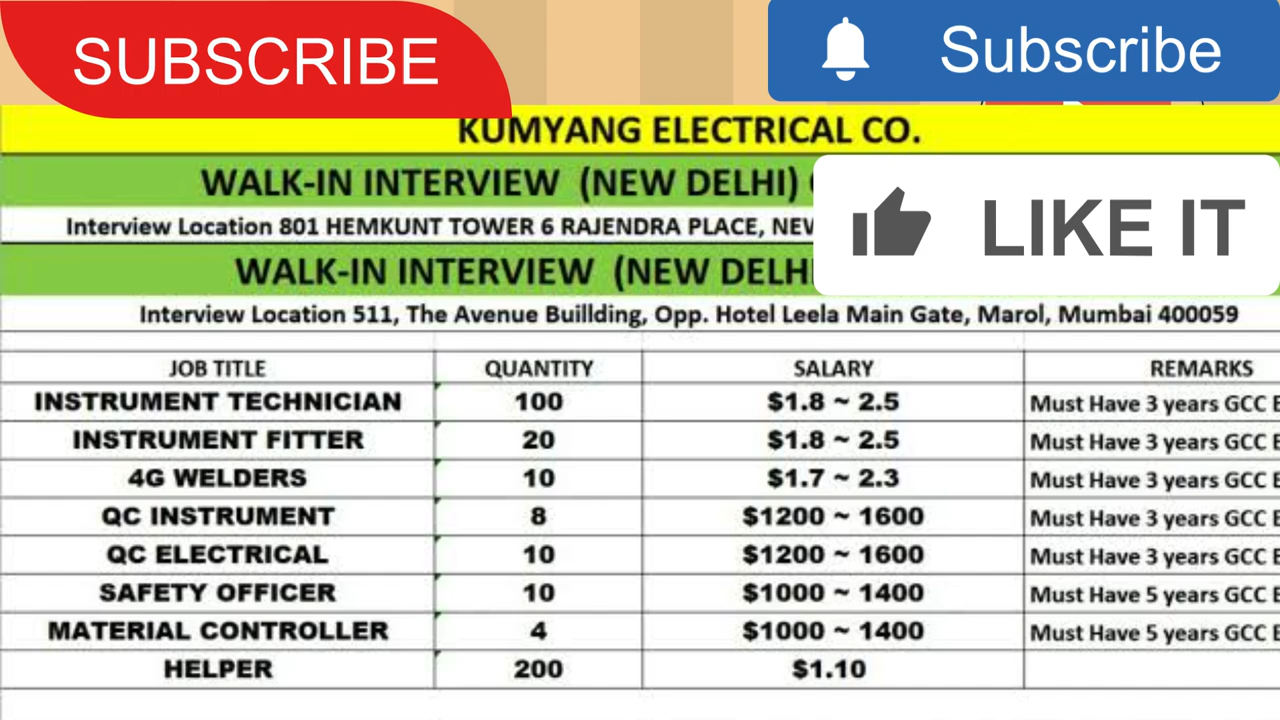 SUBSCRIBE
Subscribe
KUMYANG ELECTRICAL CO.
WALK-IN INTERVIEW (NEW DELHI)
LIKE IT
Interview Location 801 HEMKUNT TOWER 6 RAJENDRA PLACE,
WALK-IN INTERVIEW (NEW DELHI
Interview Location 511, The Avenue Buillding, Opp. Hotel Leela Main Gate, Marol, Mumbai 400059
JOB TITLE QUANTITY SALARY REMARKS
INSTRUMENT TECHNICIAN 100 $1.8 ~ 2.5 Must Have 3 years GCC
INSTRUMENT FITTER 20 $1.8 ~ 2.5 Must Have 3 years GCC
4G WELDERS 10 $1.7 ~ 2.3 Must Have 3 years GCC
QC INSTRUMENT 8 $1200 ~ 1600 Must Have 3 years GCC
QC ELECTRICAL 10 $1200 ~ 1600 Must Have 3 years GCC
SAFETY OFFICER 10 $1000 ~ 1400 Must Have 5 years GCC
MATERIAL CONTROLLER 4 $1000 ~ 1400 Must Have 5 years GCC
HELPER 200 $1.10